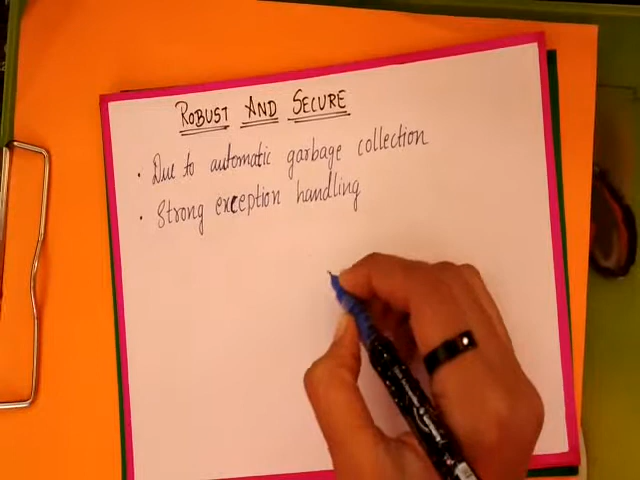 ROBUST AND SECURE
· Due to automatic garbage collection
· Strong exception handling